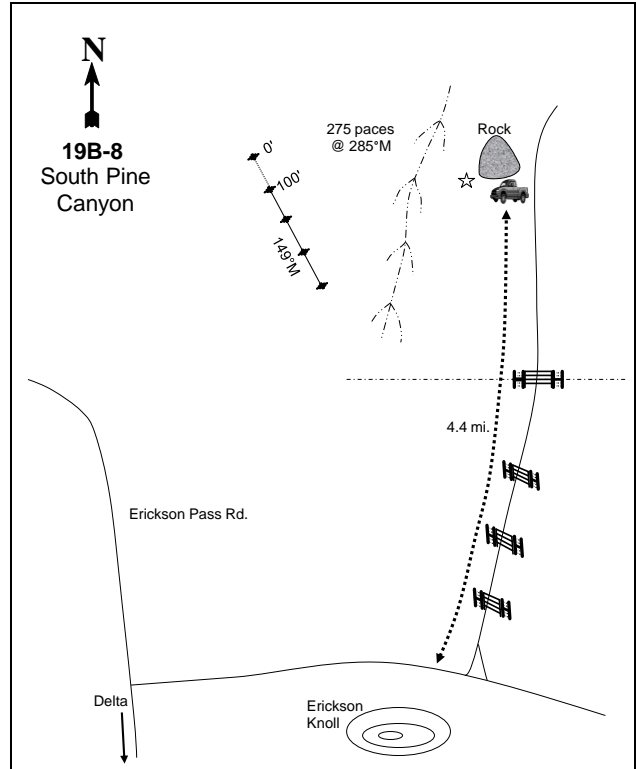 N
19B-8
South Pine
Canyon
0'
100'
149°M
275 paces
@ 285°M
Rock
4.4 mi.
Erickson Pass Rd.
Delta
Erickson
Knoll